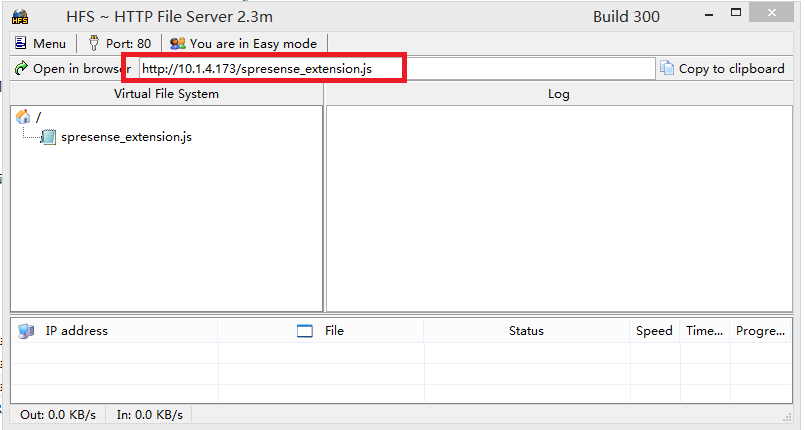 HFS
HFS ~ HTTP File Server 2.3m
Build 300
Menu
Port: 80
You are in Easy mode
Open in browser
http://10.1.4.173/spresense_extension.js
Copy to clipboard
Virtual File System
Log
/
spresense_extension.js
IP address
File
Status
Speed
Time...
Progre...
Out: 0.0 KB/s
In: 0.0 KB/s